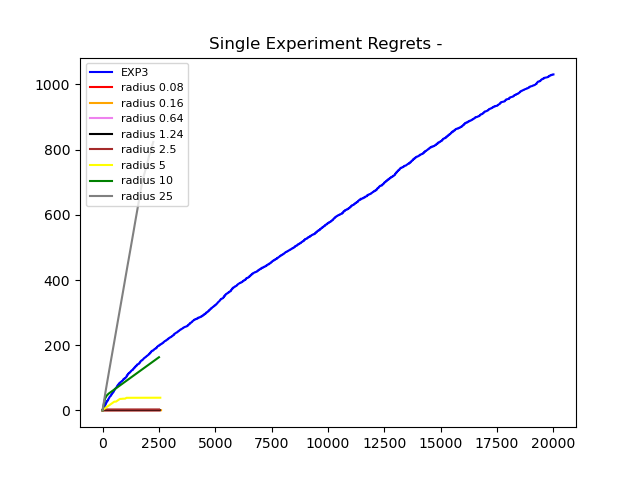 Single Experiment Regrets -
1000
800
600
400
200
0
EXP3
radius 0.08
radius 0.16
radius 0.64
radius 1.24
radius 2.5
radius 5
radius 10
radius 25
0 2500 5000 7500 10000 12500 15000 17500 20000